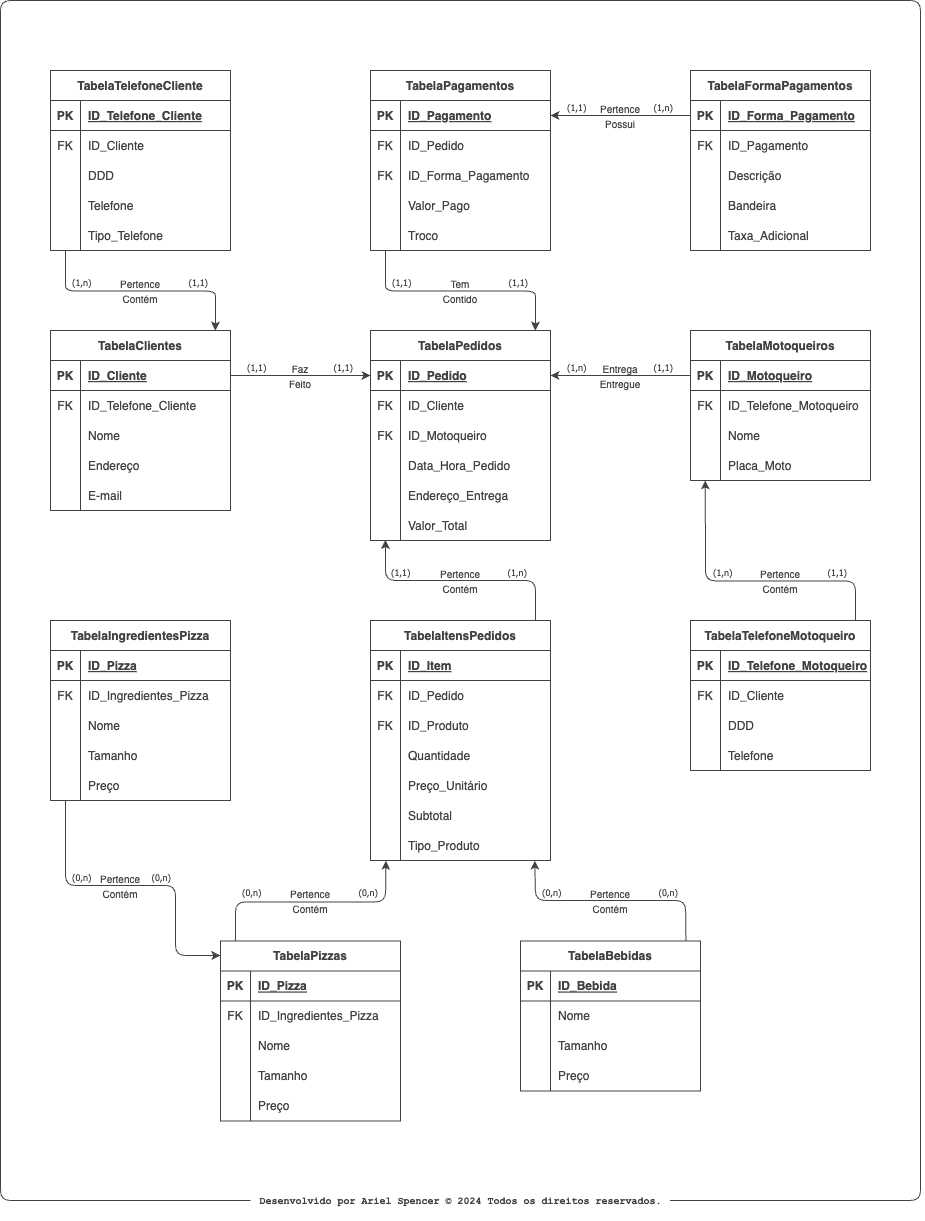 TabelaTelefoneCliente
PK ID_Telefone_Cliente
FK ID_Cliente
DDD
Telefone
Tipo_Telefone
TabelaPagamentos
PK ID_Pagamento
FK ID_Pedido
FK ID_Forma_Pagamento
Valor_Pago
Troco
(1,1) Pertence (1,n)
Possui
TabelaFormaPagamentos
PK ID_Forma_Pagamento
FK ID_Pagamento
Descrição
Bandeira
Taxa_Adicional
(1,n) Pertence (1,1)
Contém
(1,1) Tem (1,1)
Contido
TabelaClientes
PK ID_Cliente
FK ID_Telefone_Cliente
Nome
Endereço
E-mail
(1,1) Faz (1,1)
Feito
TabelaPedidos
PK ID_Pedido
FK ID_Cliente
FK ID_Motoqueiro
Data_Hora_Pedido
Endereço_Entrega
Valor_Total
(1,n) Entrega (1,1)
Entregue
TabelaMotoqueiros
PK ID_Motoqueiro
FK ID_Telefone_Motoqueiro
Nome
Placa_Moto
(1,1) Pertence (1,n)
Contém
(1,n) Pertence (1,1)
Contém
TabelaIngredientesPizza
PK ID_Pizza
FK ID_Ingredientes_Pizza
Nome
Tamanho
Preço
TabelaItensPedidos
PK ID_Item
FK ID_Pedido
FK ID_Produto
Quantidade
Preço_Unitário
Subtotal
Tipo_Produto
TabelaTelefoneMotoqueiro
PK ID_Telefone_Motoqueiro
FK ID_Cliente
DDD
Telefone
(0,n) Pertence (0,n)
Contém
(0,n) Pertence (0,n)
Contém
(0,n) Pertence (0,n)
Contém
TabelaPizzas
PK ID_Pizza
FK ID_Ingredientes_Pizza
Nome
Tamanho
Preço
TabelaBebidas
PK ID_Bebida
Nome
Tamanho
Preço
Desenvolvido por Ariel Spencer © 2024 Todos os direitos reservados.